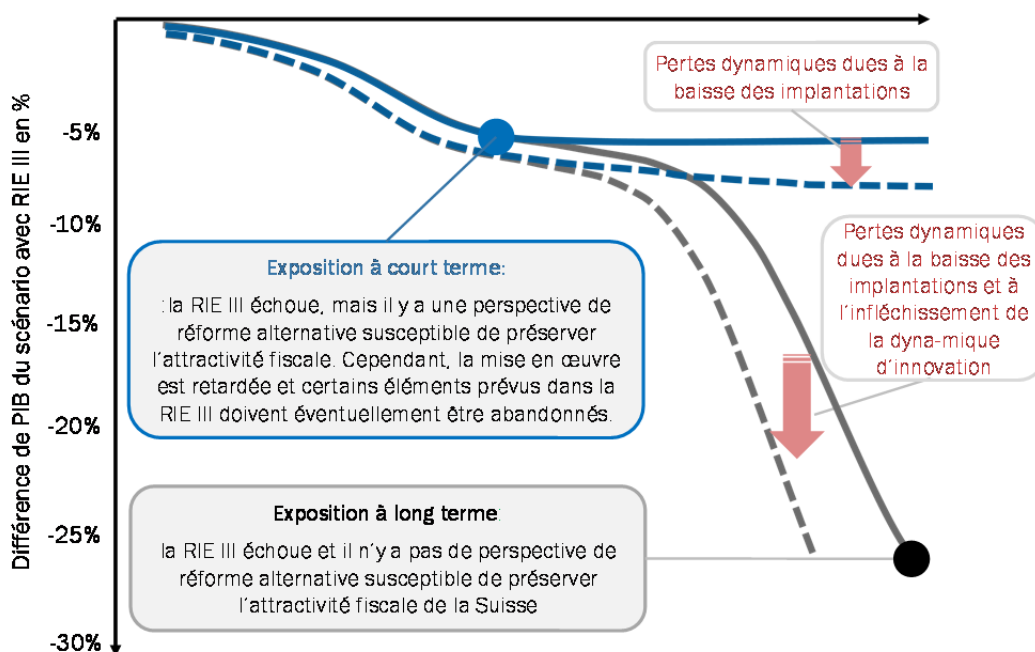 Différence de PIB du scénario avec RIE III en %
-5%
-10%
-15%
-20%
-25%
-30%
Pertes dynamiques dues à la
baisse des implantations
Pertes dynamiques
dues à la baisse des
implantations et à
l'infléchissement de
la dyna-mique
d'innovation
Exposition à court terme:
:la RIE III échoue, mais il y a une perspective de
réforme alternative susceptible de préserver
l'attractivité fiscale. Cependant, la mise en œuvre
est retardée et certains éléments prévus dans la
RIE III doivent éventuellement être abandonnés.
Exposition à long terme:
la RIE III échoue et il n'y a pas de perspective de
réforme alternative susceptible de préserver
l'attractivité fiscale de la Suisse